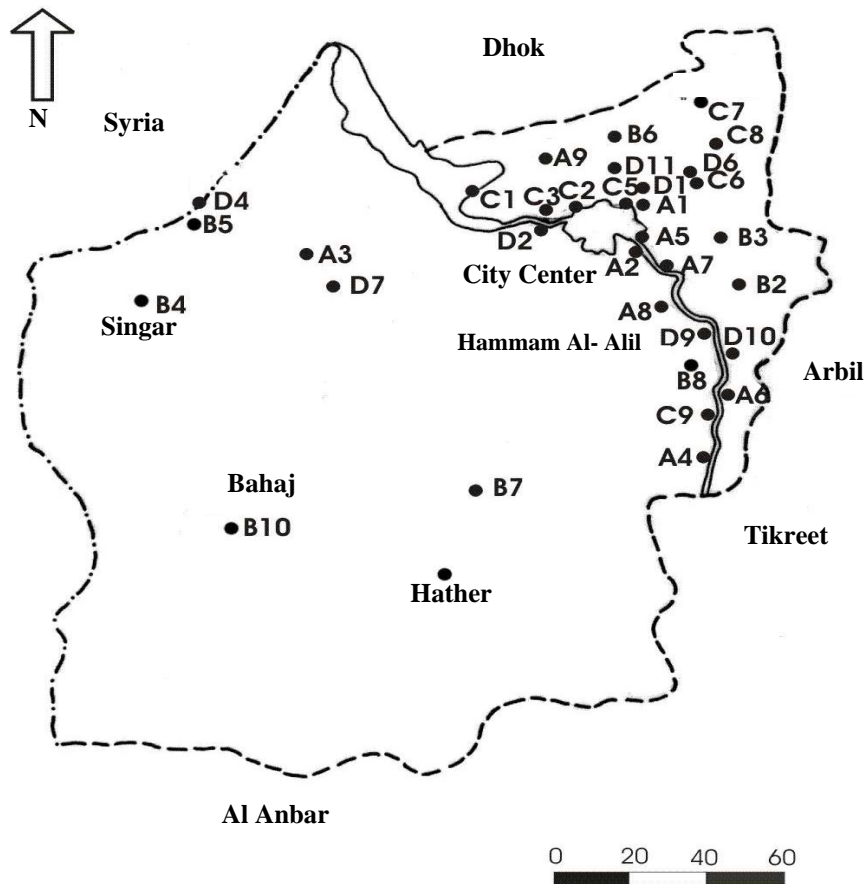 Dhok
N
Syria
C7
B6
C8
A9
D11
D6
C6
C1
D1
D4
C3
C2
C5
A1
B5
D2
A5
B3
A3
A2
A7
City Center
D7
B2
B4
A8
Singar
D9
D10
Hammam Al- Alil
B8
Arbil
A6
C9
A4
Bahaj
B7
B10
Tikreet
Hather
Al Anbar
0 20 40 60